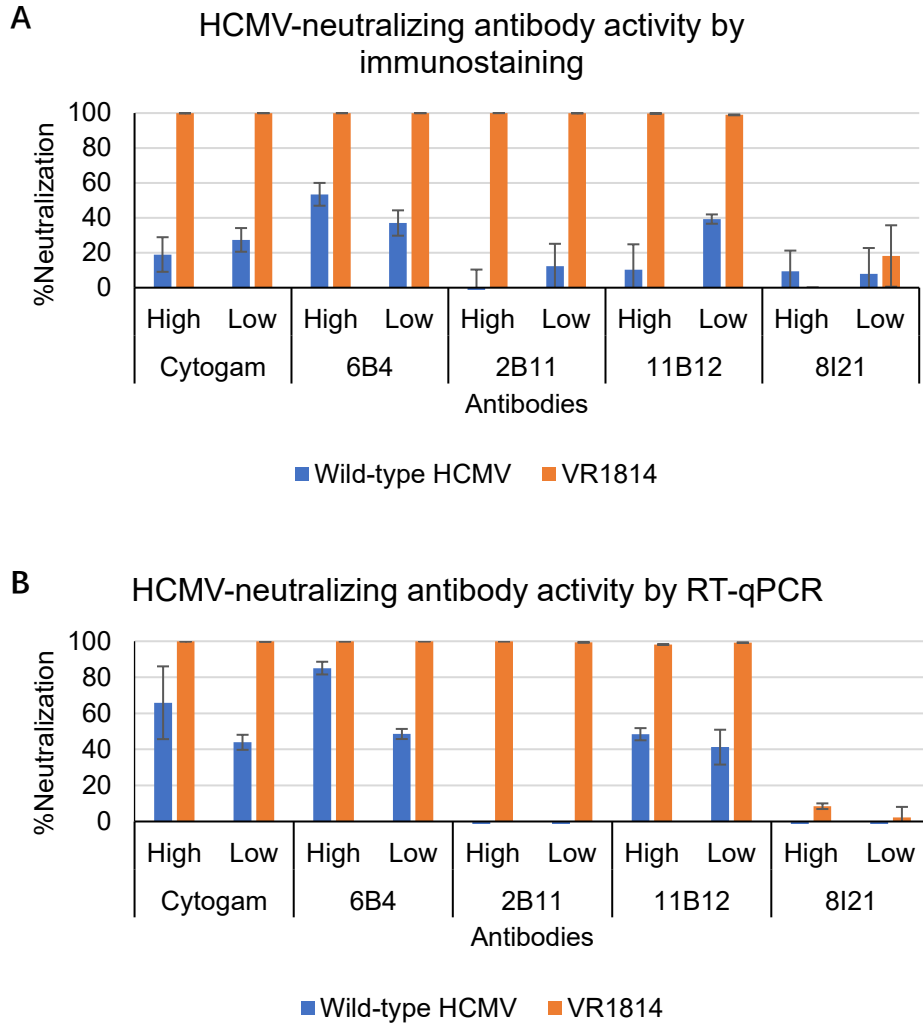 A
HCMV-neutralizing antibody activity by
immunostaining
%Neutralization
100
80
60
40
20
0
High Low High Low High Low High Low High Low
Cytogam 6B4 2B11 11B12 8I21
Antibodies
Wild-type HCMV VR1814
B
HCMV-neutralizing antibody activity by RT-qPCR
%Neutralization
100
80
60
40
20
0
High Low High Low High Low High Low High Low
Cytogam 6B4 2B11 11B12 8I21
Antibodies
Wild-type HCMV VR1814